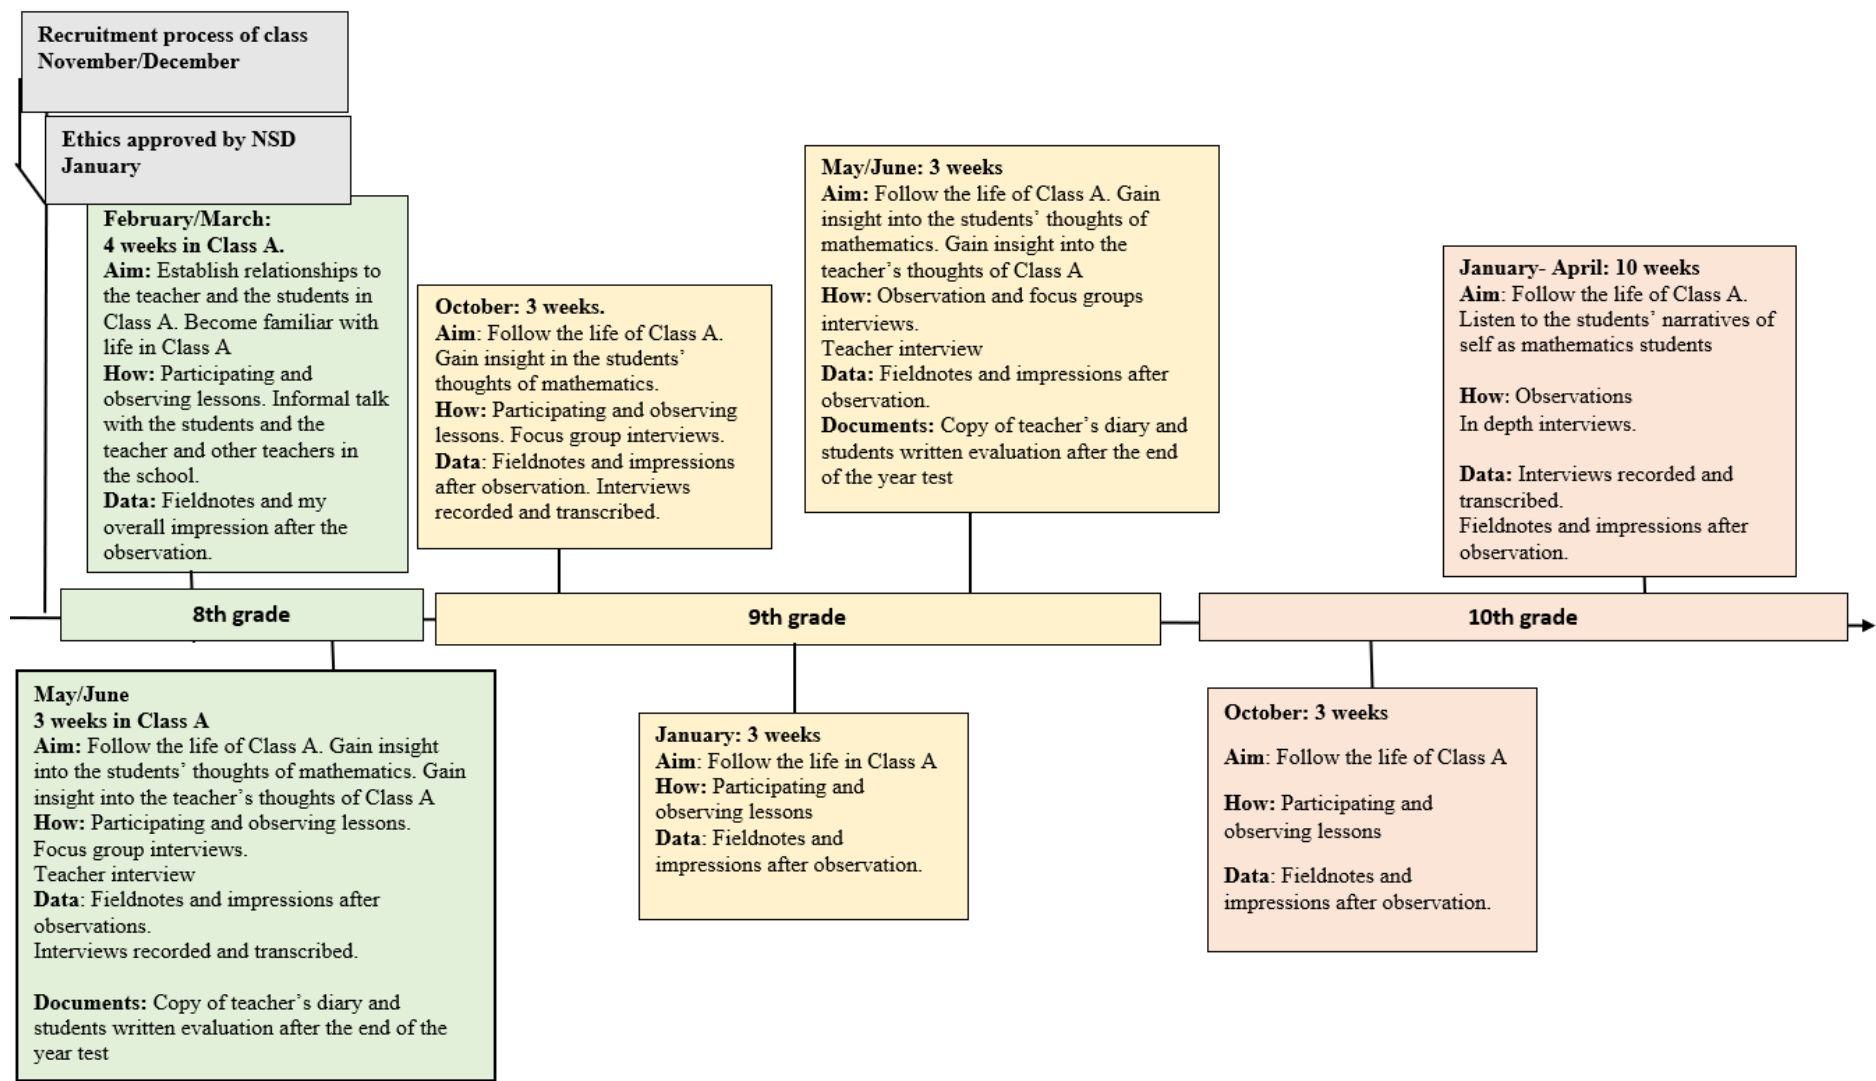 Recruitment process of class
November/December
Ethics approved by NSD
January
February/March:
4 weeks in Class A.
Aim: Establish relationships to
the teacher and the students in
Class A. Become familiar with
life in Class A
How: Participating and
observing lessons. Informal talk
with the students and the
teacher and other teachers in
the school.
Data: Fieldnotes and my
overall impression after the
observation.
October: 3 weeks.
Aim: Follow the life of Class A.
Gain insight in the students’
thoughts of mathematics.
How: Participating and observing
lessons. Focus group interviews.
Data: Fieldnotes and impressions
after observation. Interviews
recorded and transcribed.
May/June: 3 weeks
Aim: Follow the life of Class A. Gain
insight into the students’ thoughts of
mathematics. Gain insight into the
teacher’s thoughts of Class A
How: Observation and focus groups
interviews.
Teacher interview
Data: Fieldnotes and impressions after
observation.
Documents: Copy of teacher’s diary and
students written evaluation after the end
of the year test
January- April: 10 weeks
Aim: Follow the life of Class A.
Listen to the students’ narratives of
self as mathematics students
How: Observations
In depth interviews.
Data: Interviews recorded and
transcribed.
Fieldnotes and impressions after
observation.
8th grade
9th grade
10th grade
May/June
3 weeks in Class A
Aim: Follow the life of Class A. Gain insight
into the students’ thoughts of mathematics. Gain
insight into the teacher’s thoughts of Class A
How: Participating and observing lessons.
Focus group interviews.
Teacher interview
Data: Fieldnotes and impressions after
observations.
Interviews recorded and transcribed.
Documents: Copy of teacher’s diary and
students written evaluation after the end of the
year test
January: 3 weeks
Aim: Follow the life in Class A
How: Participating and
observing lessons
Data: Fieldnotes and
impressions after observation.
October: 3 weeks
Aim: Follow the life of Class A
How: Participating and
observing lessons
Data: Fieldnotes and
impressions after observation.